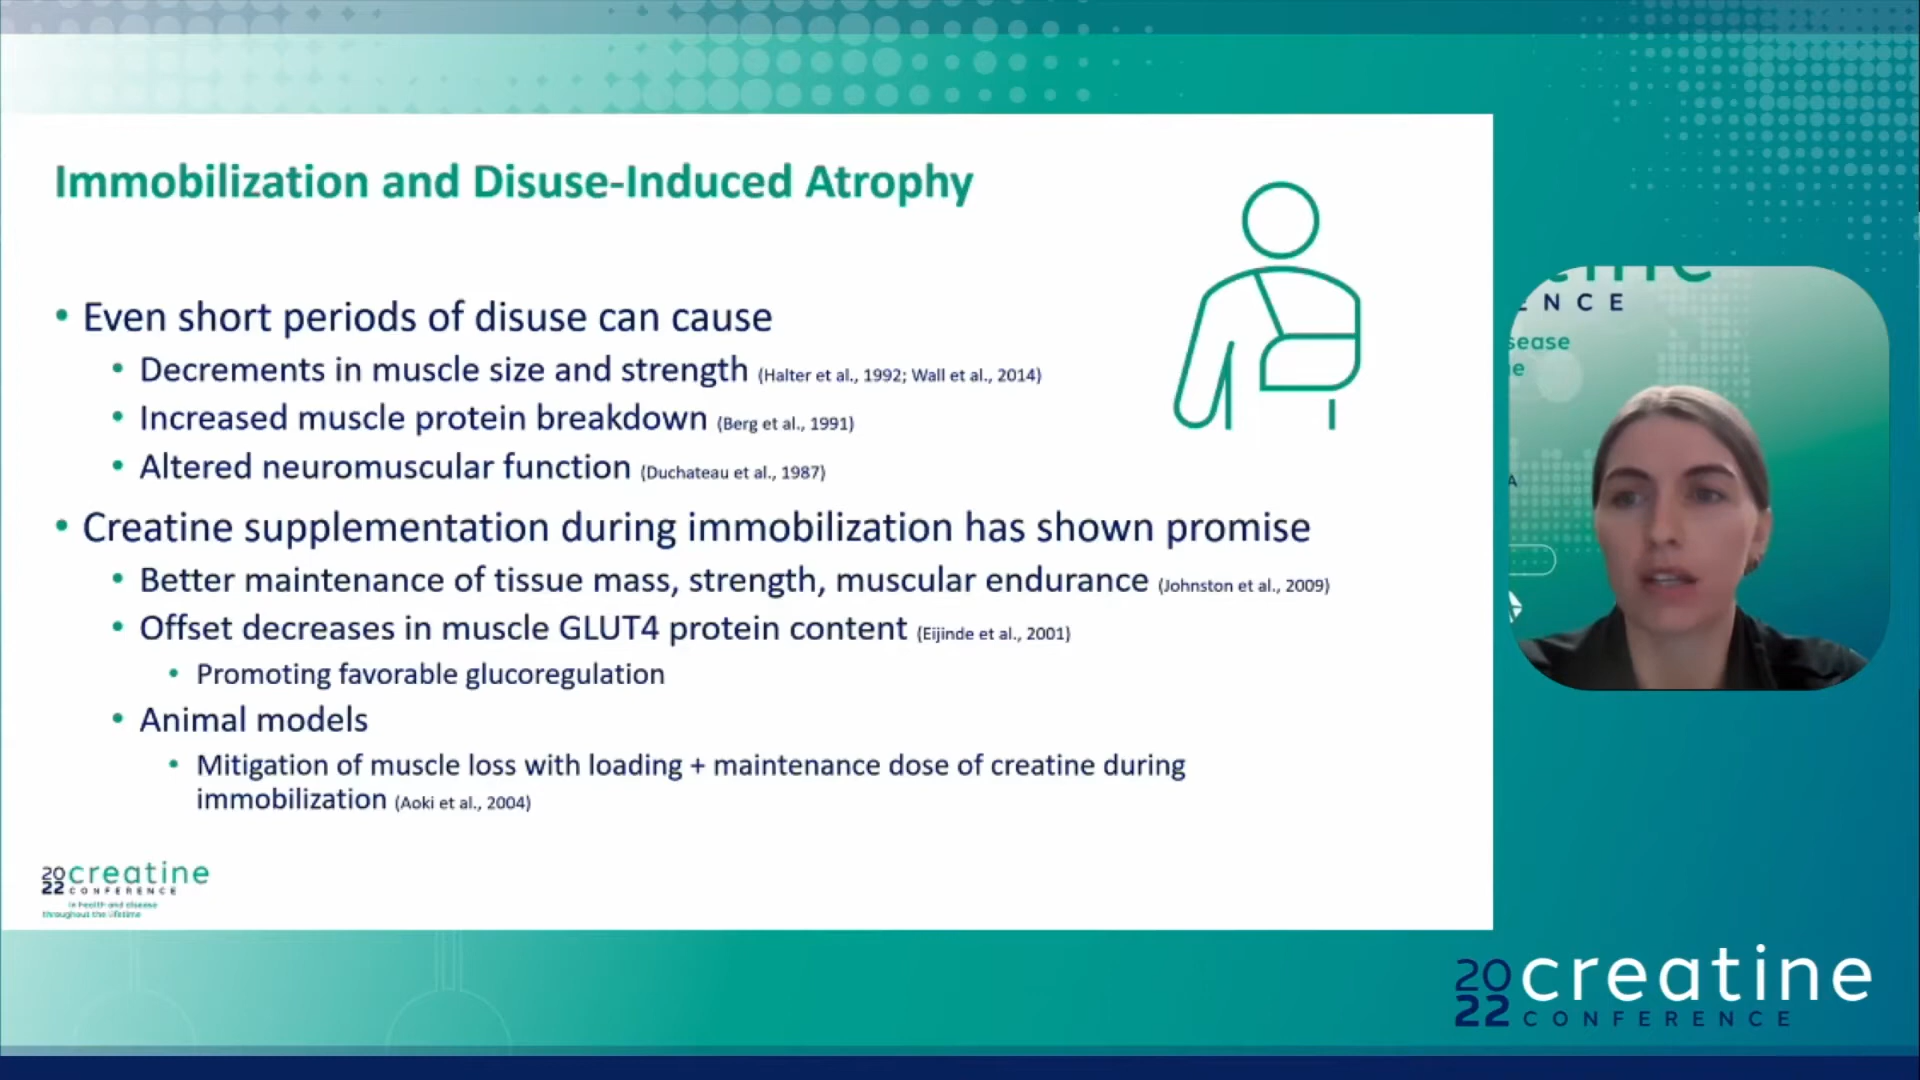 Immobilization and Disuse-Induced Atrophy
• Even short periods of disuse can cause
• Decrements in muscle size and strength (Halter et al., 1992; Wall et al., 2014)
• Increased muscle protein breakdown (Berg et al., 1991)
• Altered neuromuscular function (Duchateau et al., 1987)
• Creatine supplementation during immobilization has shown promise
• Better maintenance of tissue mass, strength, muscular endurance (Johnston et al., 2009)
• Offset decreases in muscle GLUT4 protein content (Eijinde et al., 2001)
• Promoting favorable glucoregulation
• Animal models
• Mitigation of muscle loss with loading + maintenance dose of creatine during
immobilization (Aoki et al., 2004)
2022 creatine
CONFERENCE
in health and disease
throughout the lifetime
ENCE
sease
e
A
2022 creatine
CONFERENCE